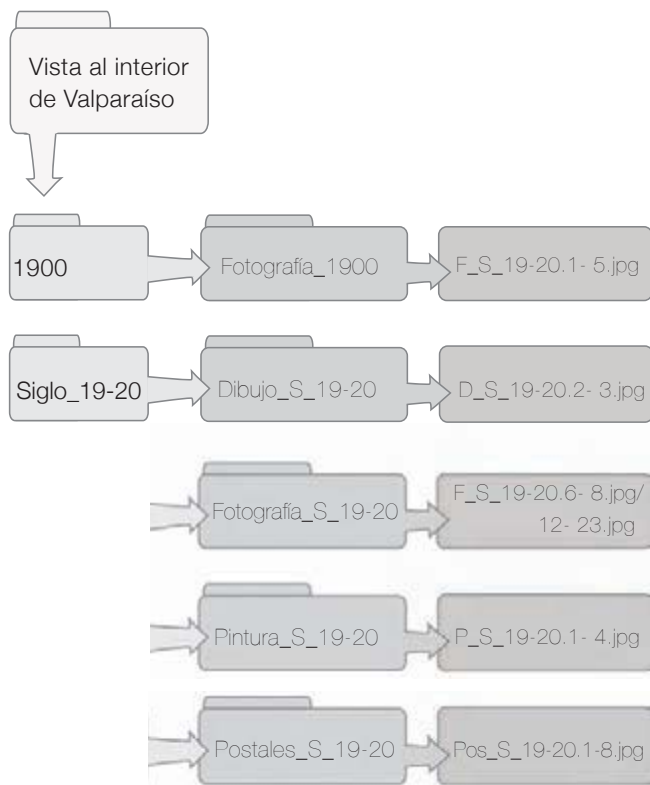 Vista al interior
de Valparaíso
1900
Fotografía_1900
F_S_19-20.1- 5.jpg
Siglo_19-20
Dibujo_S_19-20
D_S_19-20.2- 3.jpg
Fotografía_S_19-20
F_S_19-20.6- 8.jpg/
12- 23.jpg
Pintura_S_19-20
P_S_19-20.1- 4.jpg
Postales_S_19-20
Pos_S_19-20.1-8.jpg